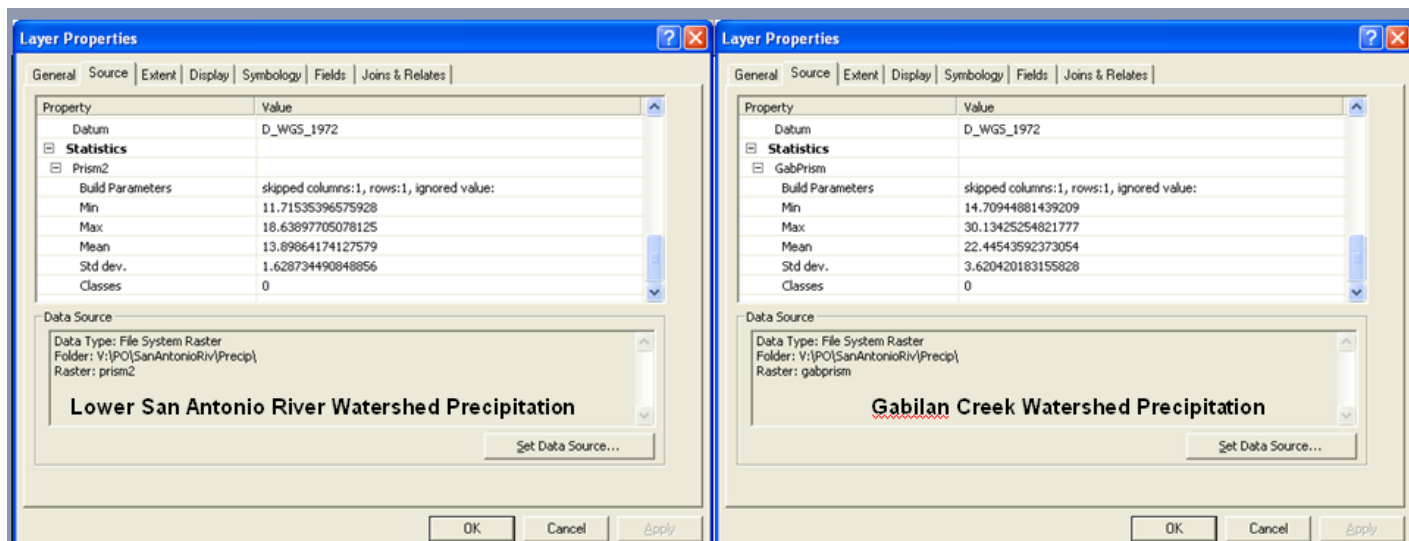 Layer Properties
General Source Extent Display Symbology Fields Joins & Relates
Property Value
Datum D_WGS_1972
Statistics
Prism2
Build Parameters skipped columns:1, rows:1, ignored value:
Min 11.71535396575928
Max 18.63897705078125
Mean 13.89864174127579
Std dev. 1.628734490848856
Classes 0
Data Source
Data Type: File System Raster
Folder: V:\PO\SanAntonioRiv\Precip\
Raster: prism2
Lower San Antonio River Watershed Precipitation
Set Data Source...
OK Cancel Apply
Layer Properties
General Source Extent Display Symbology Fields Joins & Relates
Property Value
Datum D_WGS_1972
Statistics
GabPrism
Build Parameters skipped columns:1, rows:1, ignored value:
Min 14.70944881439209
Max 30.13425254821777
Mean 22.44543592373054
Std dev. 3.620420183155828
Classes 0
Data Source
Data Type: File System Raster
Folder: V:\PO\SanAntonioRiv\Precip\
Raster: gabprism
Gabilan Creek Watershed Precipitation
Set Data Source...
OK Cancel Apply